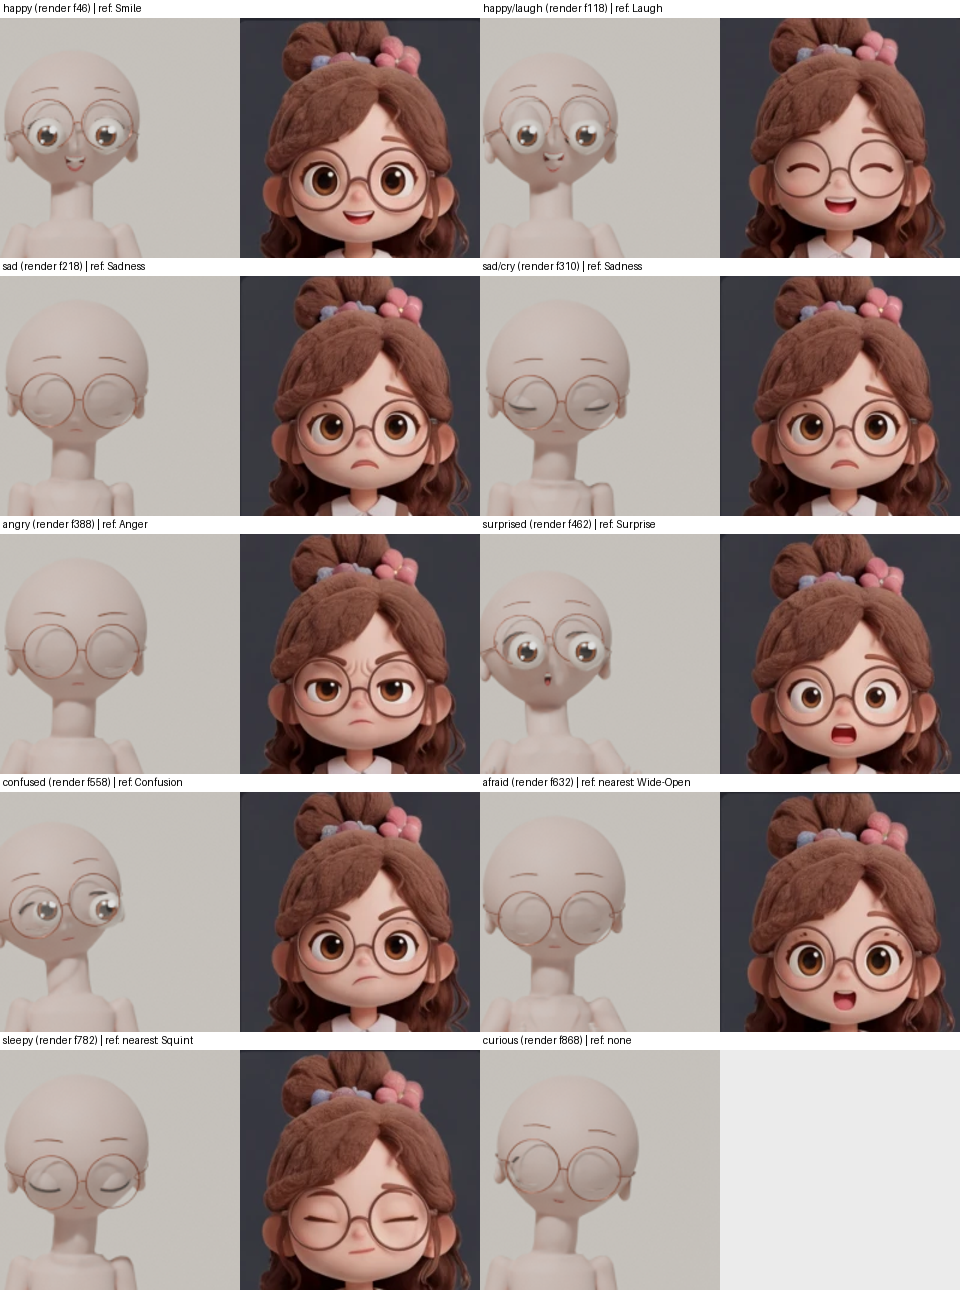 happy (render f46) | ref: Smile
happy/laugh (render f118) | ref: Laugh
sad (render f218) | ref: Sadness
sad/cry (render f310) | ref: Sadness
angry (render f388) | ref: Anger
surprised (render f462) | ref: Surprise
confused (render f558) | ref: Confusion
afraid (render f632) | ref: nearest Wide-Open
sleepy (render f782) | ref: nearest Squint
curious (render f868) | ref: none